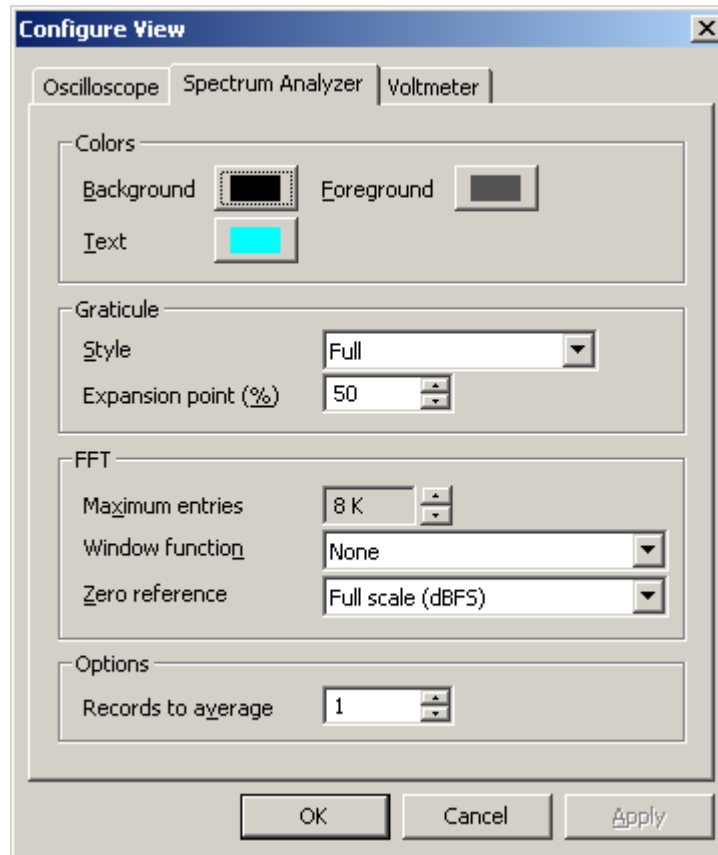 Configure View
Oscilloscope Spectrum Analyzer Voltmeter
Colors
Background Foreground
Text
Graticule
Style Full
Expansion point (%) 50
FFT
Maximum entries 8 K
Window function None
Zero reference Full scale (dBFS)
Options
Records to average 1
OK Cancel Apply